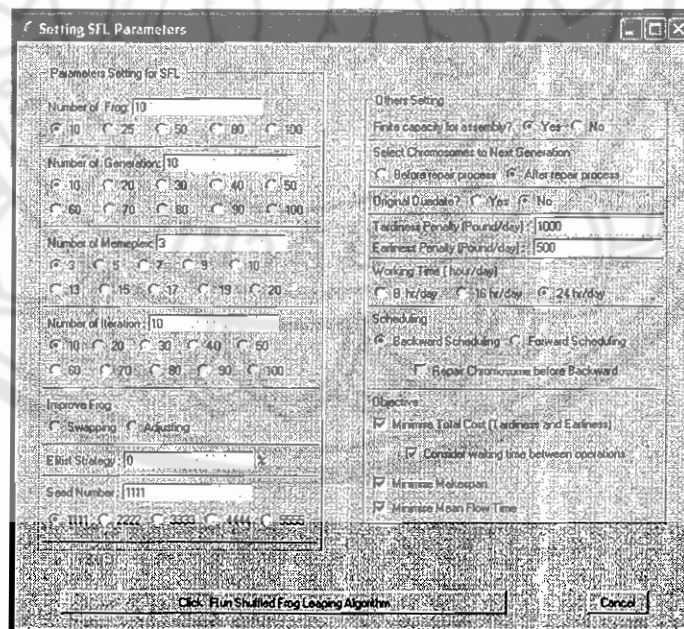 Setting SFL Parameters
Parameters Setting for SFL
Number of Frog: 10
10 25 50 80 100
Number of Generation: 10
10 20 30 40 50
60 70 80 90 100
Number of Memeplex: 3
3 5 7 9 10
13 15 17 19 20
Number of Iteration: 10
10 20 30 40 50
60 70 80 90 100
Improve Frog
Swapping Adjusting
Elitist Strategy: 0 %
Seed Number: 1111
1111 2222 3333 4444 5555
Others Setting
Finite capacity for assembly? Yes No
Select Chromosomes to Next Generation
Before repair process After repair process
Original Duedate? Yes No
Tardiness Penalty (Pound/day) : 1000
Earliness Penalty (Pound/day) : 500
Working Time ( hour/day)
8 hr/day 16 hr/day 24 hr/day
Scheduling
Backward Scheduling Forward Scheduling
Repair Chromosome before Backward
Objective
Minimise Total Cost (Tardiness and Earliness)
Consider waiting time between operations
Minimise Makespan
Minimise Mean Flow Time
Click Run Shuffled Frog Leaping Algorithm
Cancel